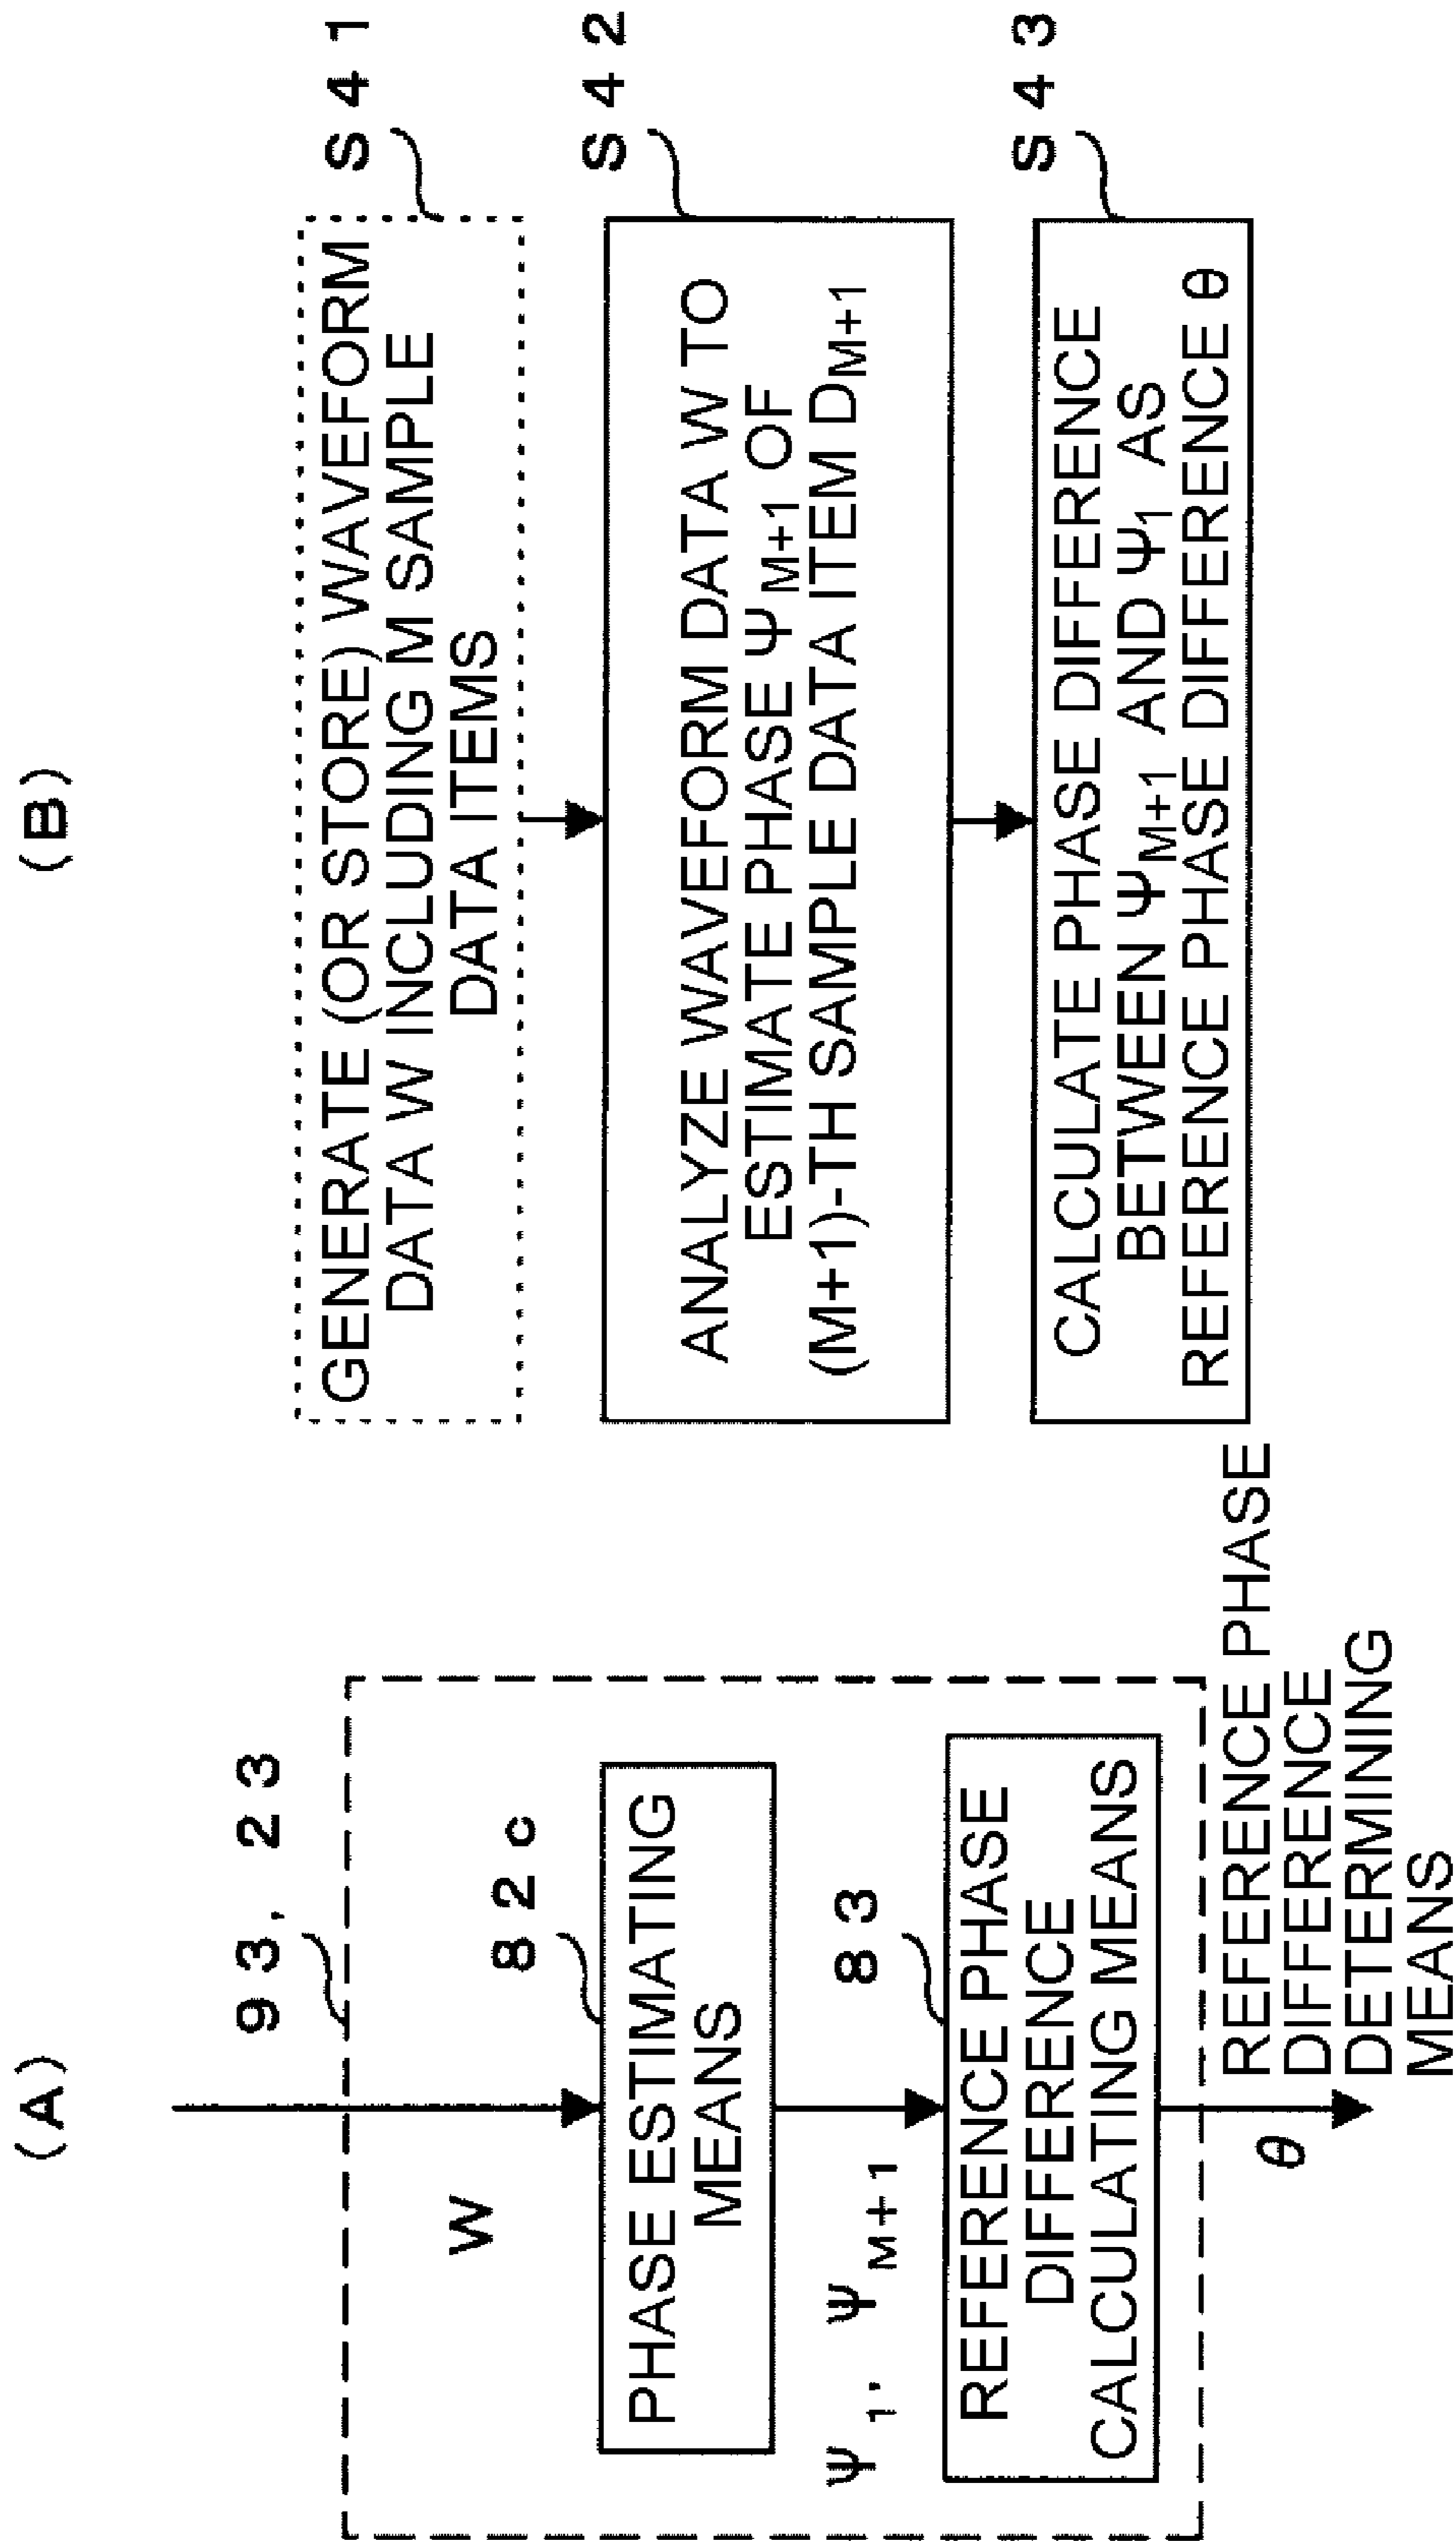 (A)
93, 23
W
82c
PHASE ESTIMATING
MEANS
Ψ1, ΨM+1
83
REFERENCE PHASE
DIFFERENCE
CALCULATING MEANS
θ
REFERENCE PHASE
DIFFERENCE
DETERMINING
MEANS
(B)
S41
GENERATE (OR STORE) WAVEFORM
DATA W INCLUDING M SAMPLE
DATA ITEMS
S42
ANALYZE WAVEFORM DATA W TO
ESTIMATE PHASE ΨM+1 OF
(M+1)-TH SAMPLE DATA ITEM DM+1
S43
CALCULATE PHASE DIFFERENCE
BETWEEN ΨM+1 AND Ψ1 AS
REFERENCE PHASE DIFFERENCE θ